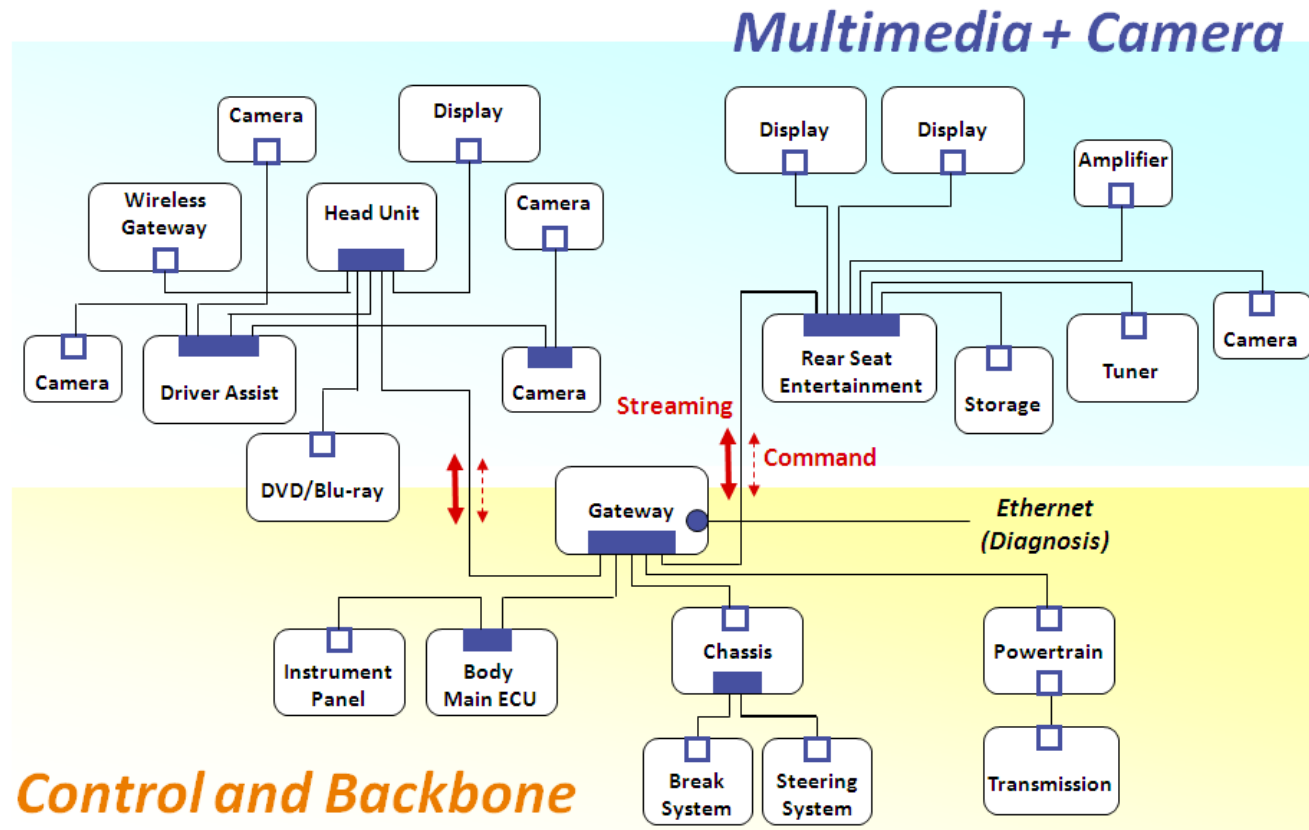 Multimedia + Camera
Camera
Display
Display
Display
Amplifier
Wireless
Gateway
Head Unit
Camera
Camera
Driver Assist
Camera
Rear Seat
Entertainment
Storage
Tuner
Camera
Streaming
Command
DVD/Blu-ray
Gateway
Ethernet
(Diagnosis)
Instrument
Panel
Body
Main ECU
Chassis
Powertrain
Break
System
Steering
System
Transmission
Control and Backbone